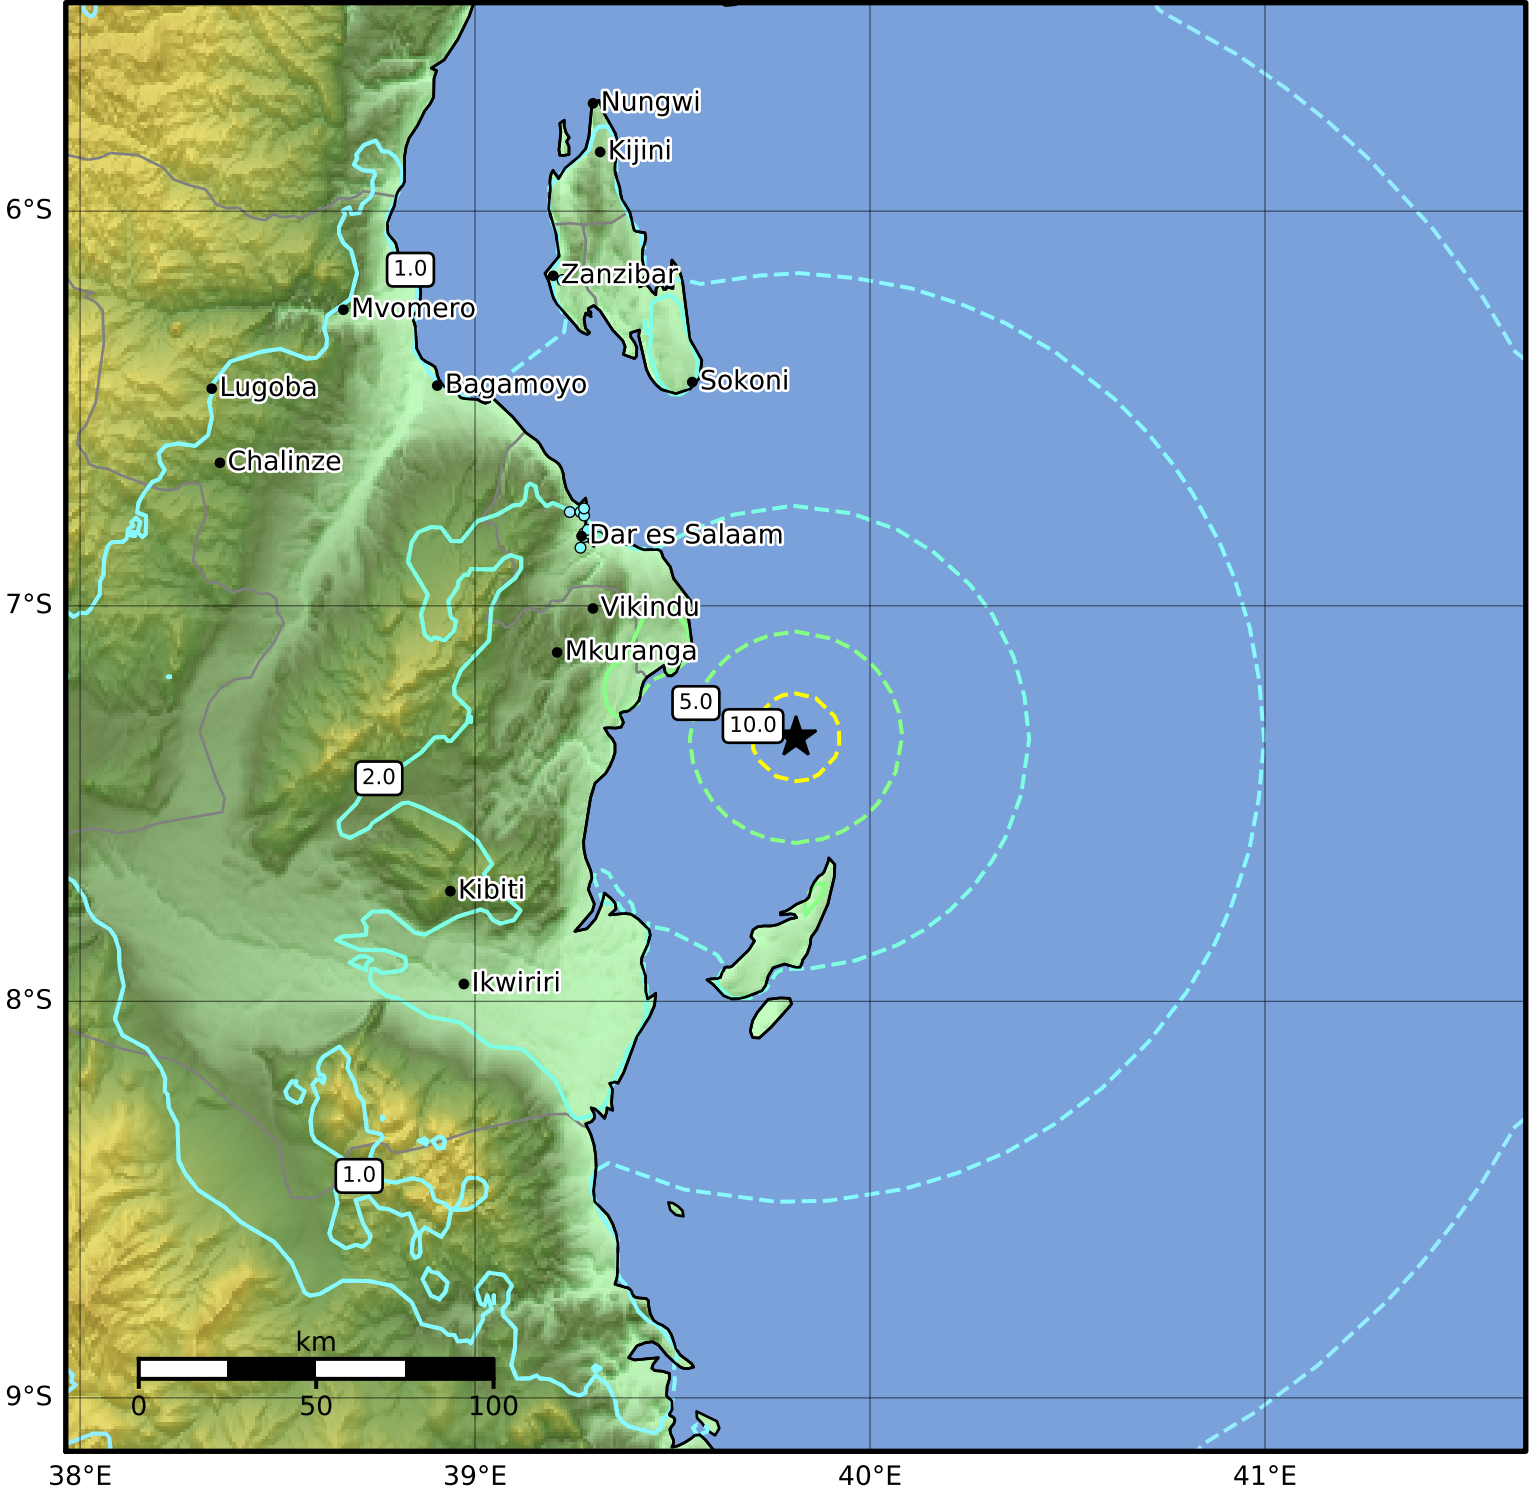 Nungwi
Kijini
6°S
Zanzibar
1.0
Mvomero
Sokoni
Bagamoyo
Lugoba
Chalinze
Dar es Salaam
7°S
Vikindu
Mkuranga
5.0
10.0
2.0
Kibiti
Ikwiriri
8°S
1.0
km
0 50 100
9°S
38°E 39°E 40°E 41°E